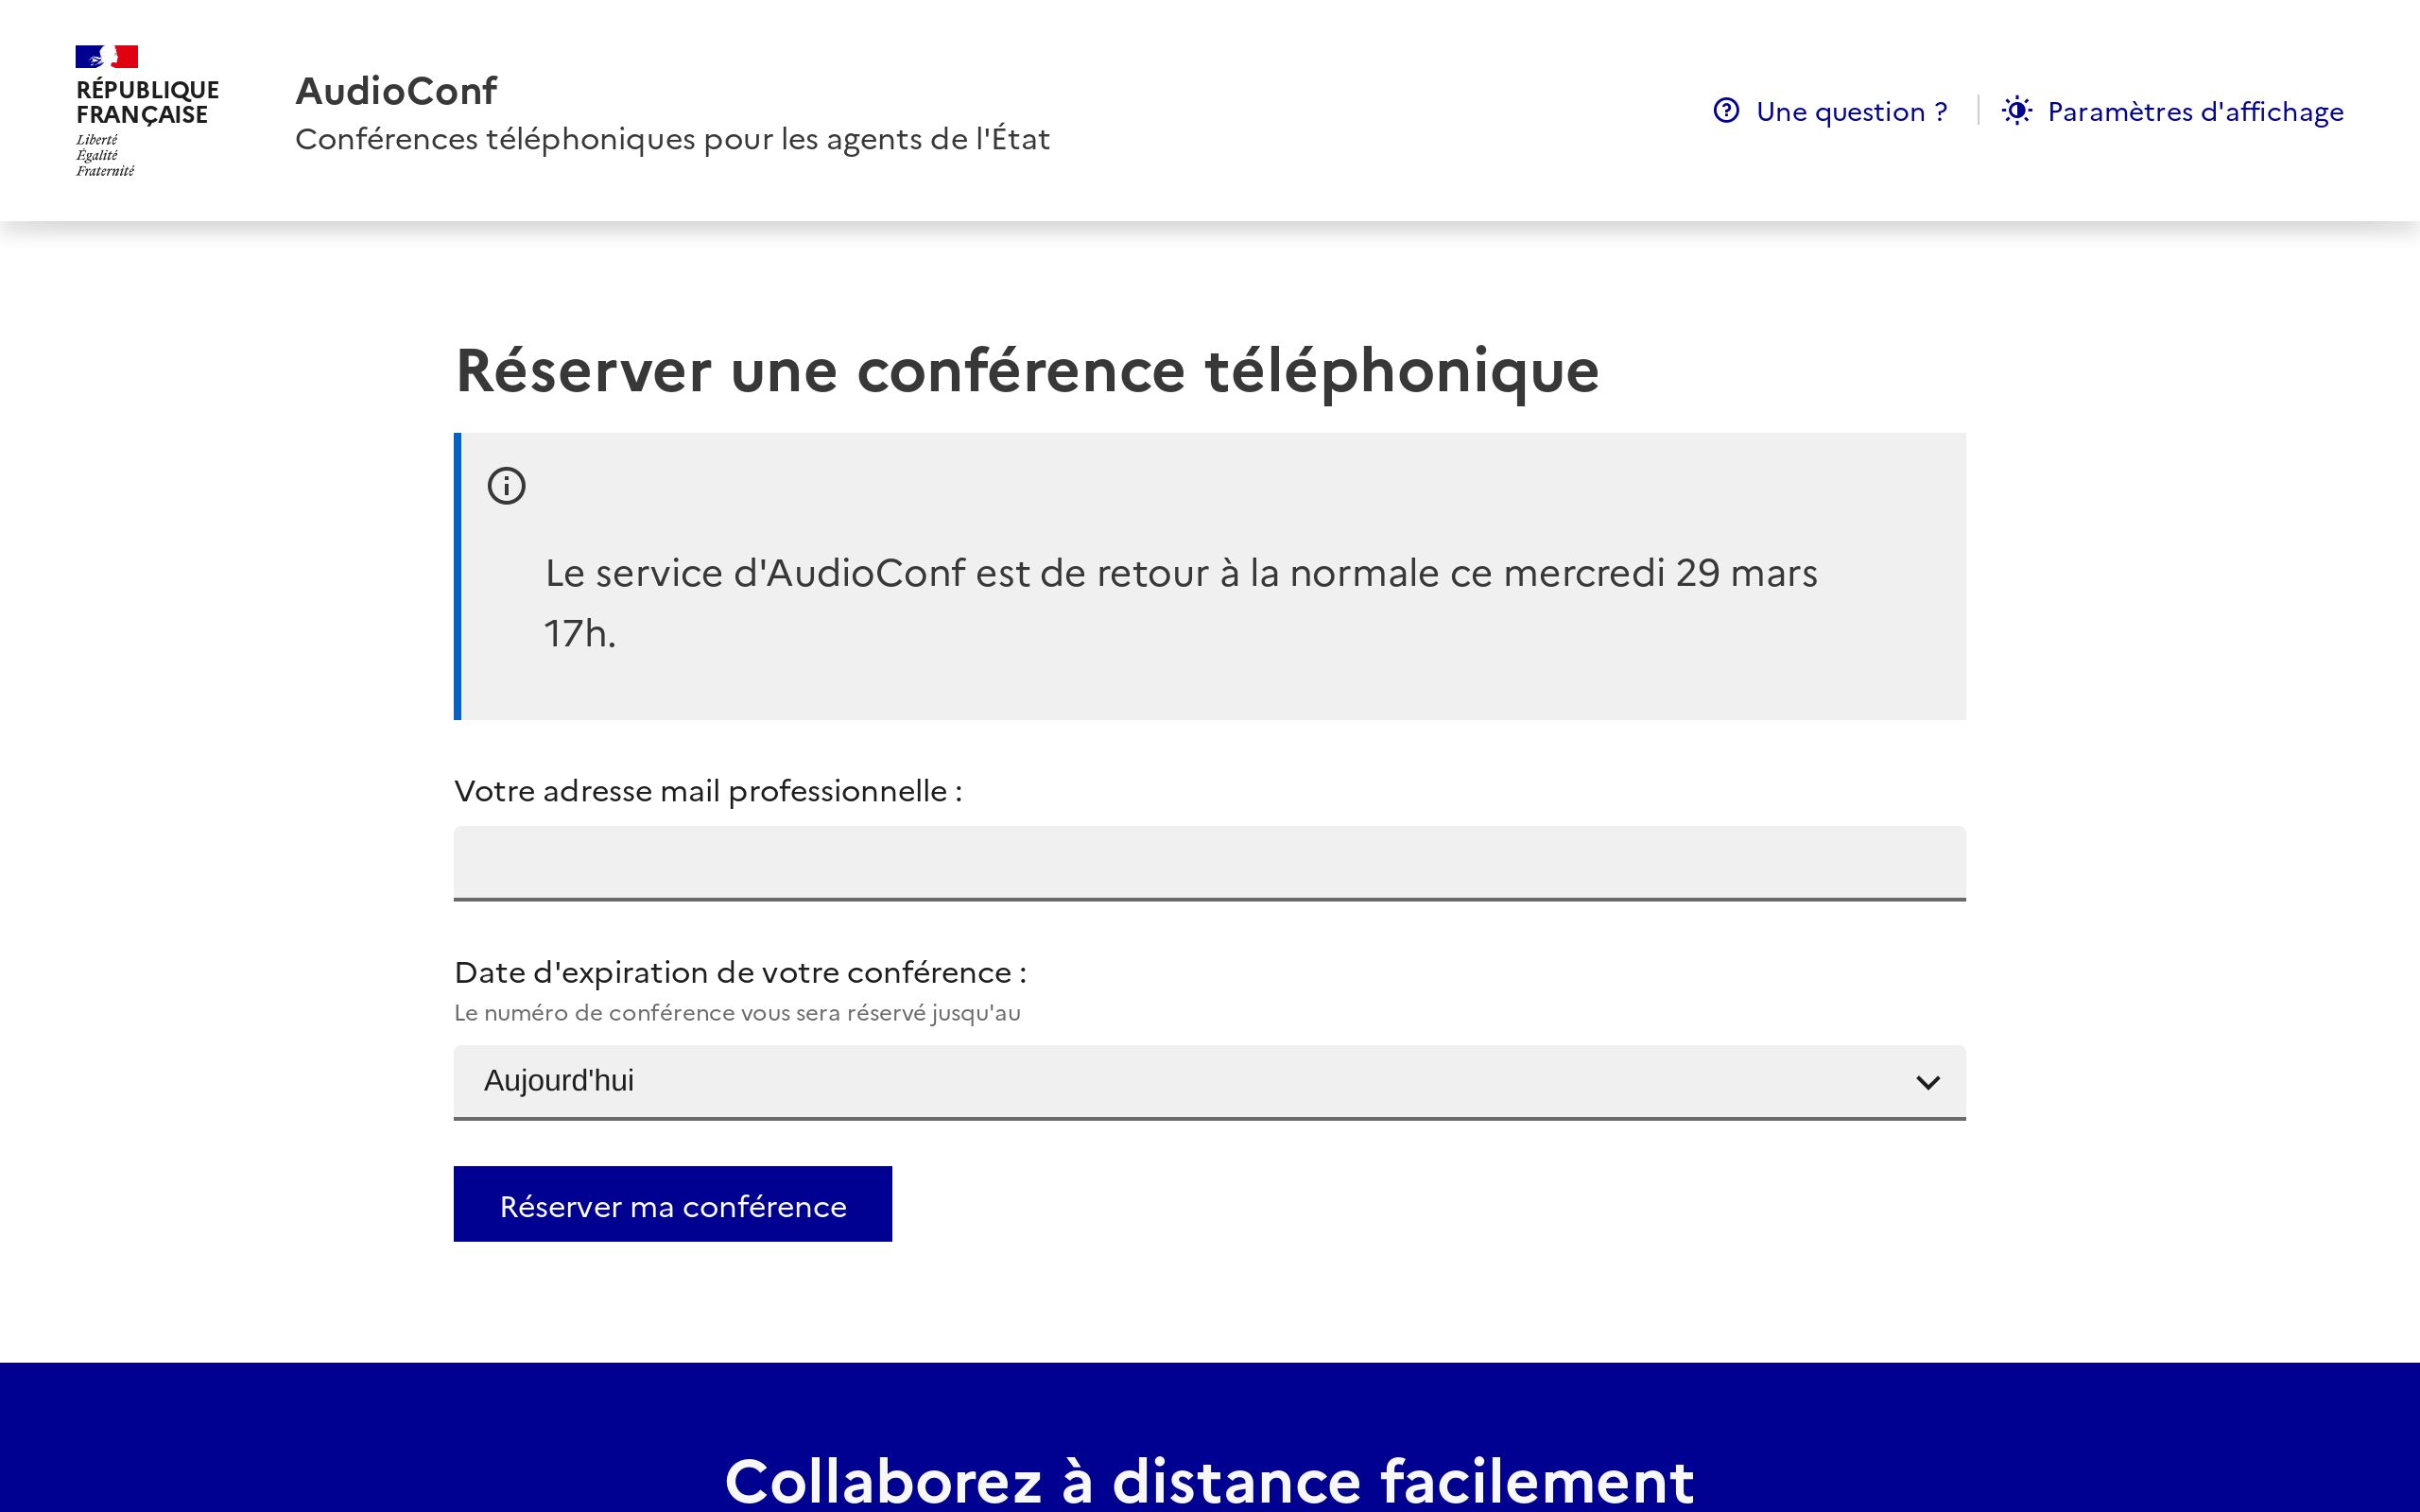 RÉPUBLIQUE
FRANÇAISE
Liberté
Égalité
Fraternité
AudioConf
Conférences téléphoniques pour les agents de l'État
Une question ?
Paramètres d'affichage
Réserver une conférence téléphonique
Le service d'AudioConf est de retour à la normale ce mercredi 29 mars
17h.
Votre adresse mail professionnelle :
Date d'expiration de votre conférence :
Le numéro de conférence vous sera réservé jusqu'au
Aujourd'hui
Réserver ma conférence
Collaborez à distance facilement